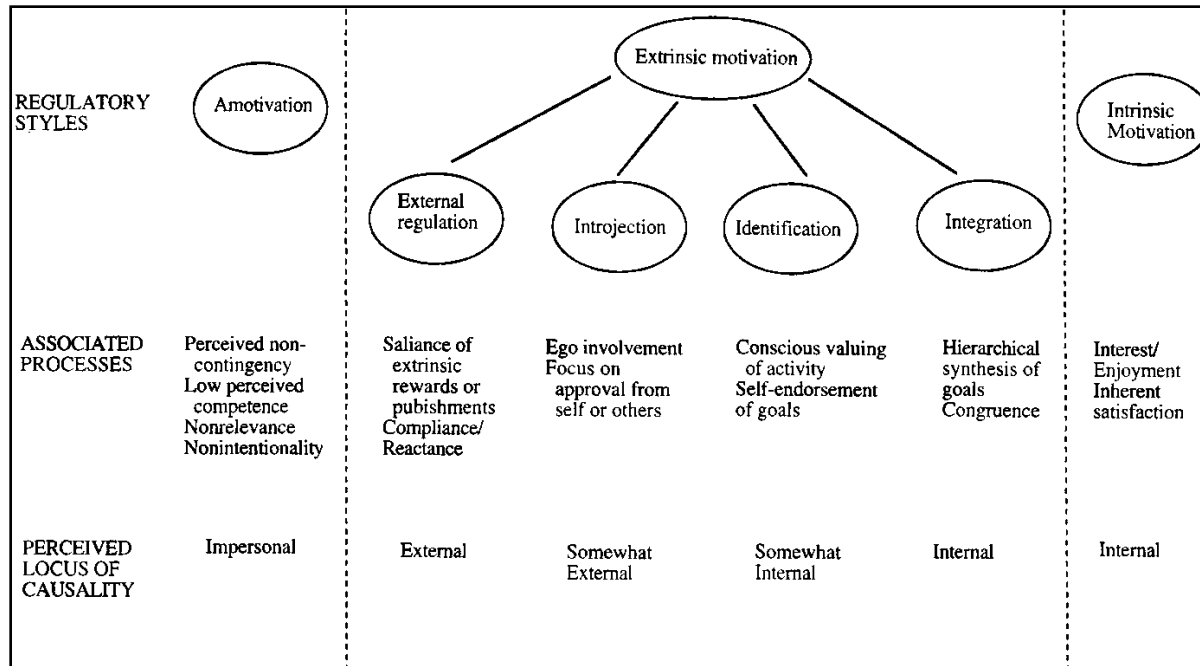 Extrinsic motivation
REGULATORY
STYLES
Amotivation
Intrinsic
Motivation
External
regulation
Introjection
Identification
Integration
ASSOCIATED
PROCESSES
Perceived non-
contingency
Low perceived
competence
Nonrelevance
Nonintentionality
Saliance of
extrinsic
rewards or
pubishments
Compliance/
Reactance
Ego involvement
Focus on
approval from
self or others
Conscious valuing
of activity
Self-endorsement
of goals
Hierarchical
synthesis of
goals
Congruence
Interest/
Enjoyment
Inherent
satisfaction
PERCEIVED
LOCUS OF
CAUSALITY
Impersonal
External
Somewhat
External
Somewhat
Internal
Internal
Internal